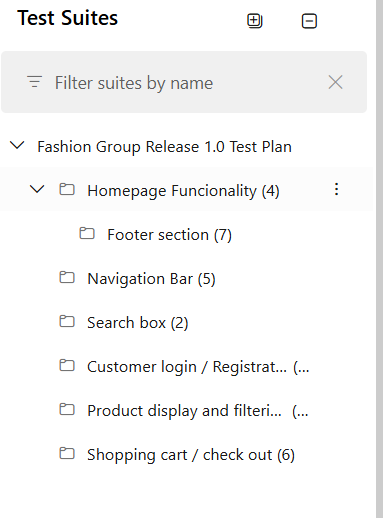 Test Suites
Filter suites by name
Fashion Group Release 1.0 Test Plan
Homepage Funcionality (4)
Footer section (7)
Navigation Bar (5)
Search box (2)
Customer login / Registrat... (...
Product display and filteri... (...
Shopping cart / check out (6)